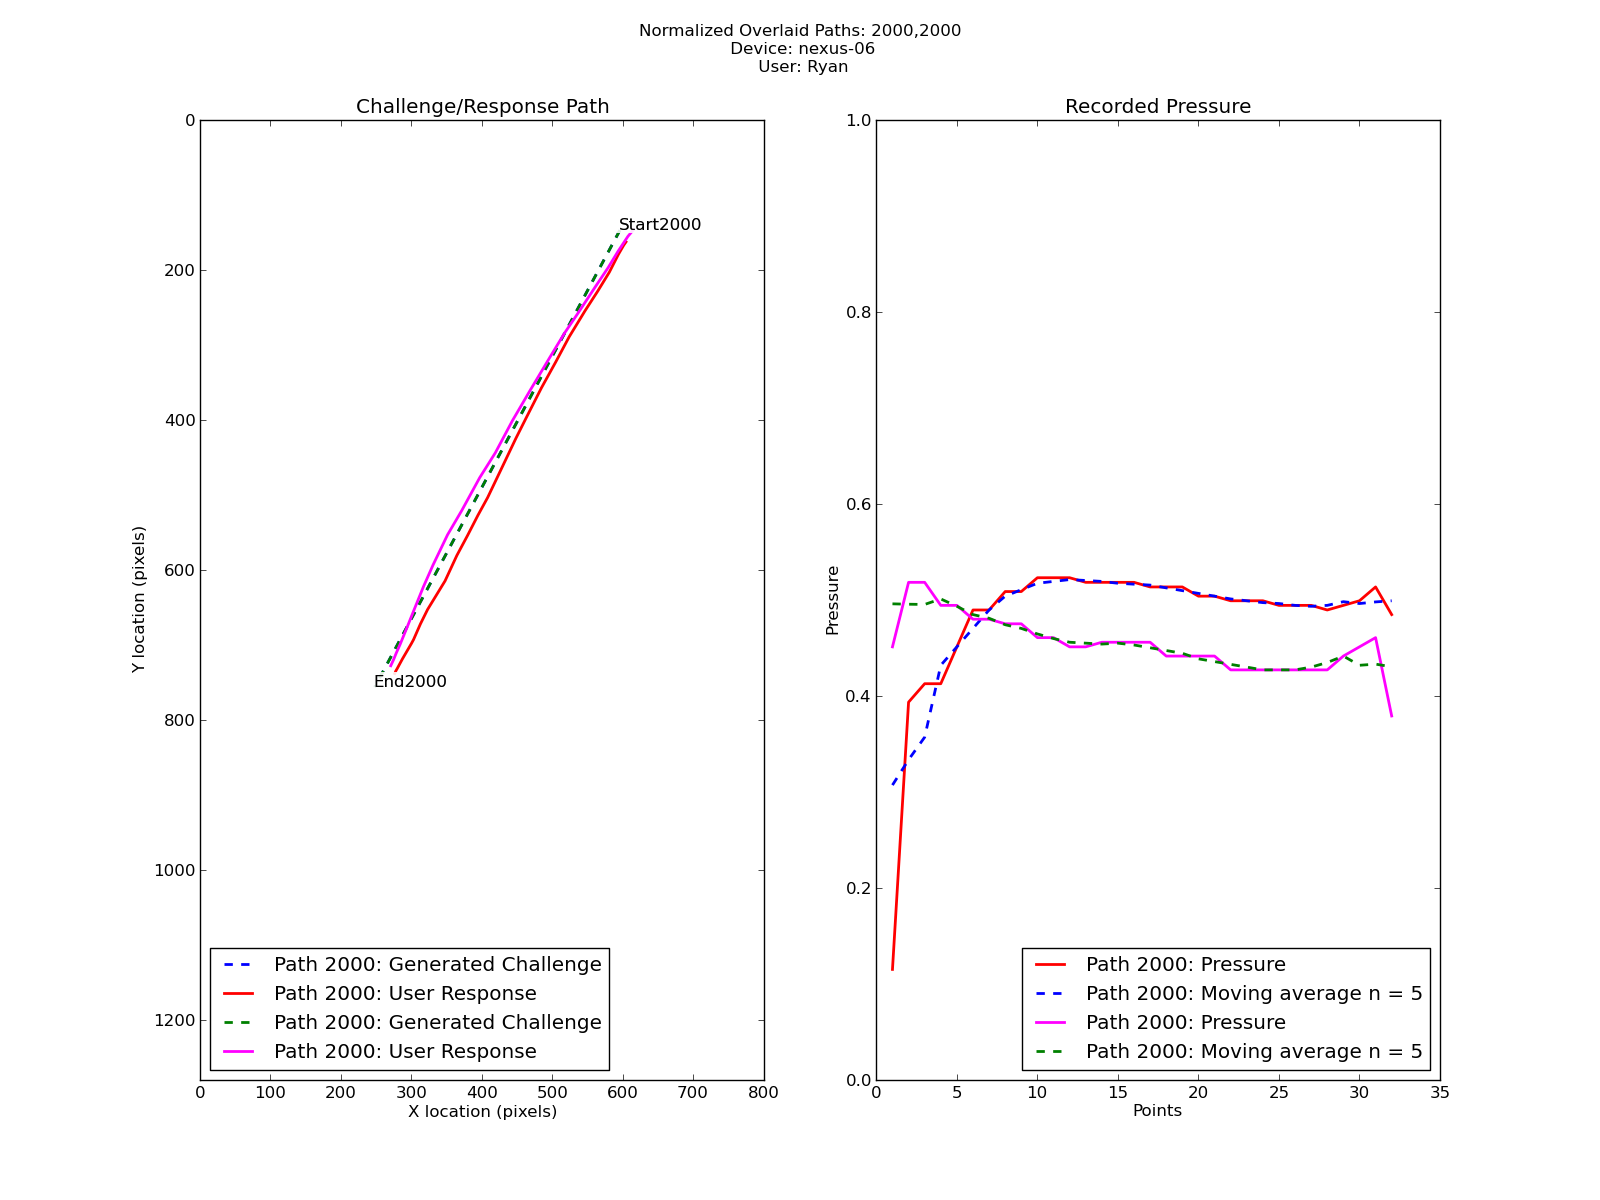 Normalized Overlaid Paths: 2000,2000
Device: nexus-06
User: Ryan
Challenge/Response Path
0
200
400
600
800
1000
1200
Y location (pixels)
Start2000
End2000
Path 2000: Generated Challenge
Path 2000: User Response
Path 2000: Generated Challenge
Path 2000: User Response
0 100 200 300 400 500 600 700 800
X location (pixels)
Recorded Pressure
1.0
0.8
0.6
0.4
0.2
0.0
Pressure
Path 2000: Pressure
Path 2000: Moving average n = 5
Path 2000: Pressure
Path 2000: Moving average n = 5
0 5 10 15 20 25 30 35
Points